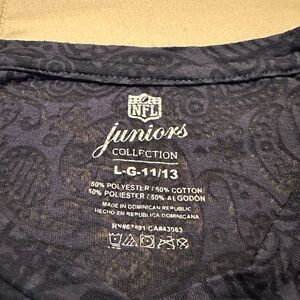 NFL
juniors
COLLECTION
L-G-11/13
50% POLYESTER / 50% COTTON
50% POLIESTER / 50% ALGODÓN
MADE IN DOMINICAN REPUBLIC
HECHO EN REPUBLICA DOMINICANA